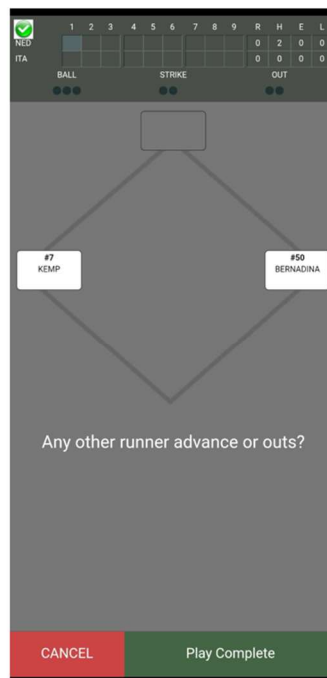 1 2 3 4 5 6 7 8 9 R H E L
NED 0 2 0 0
ITA 0 0 0 0
BALL STRIKE OUT
#7
KEMP
#50
BERNADINA
Any other runner advance or outs?
CANCEL Play Complete